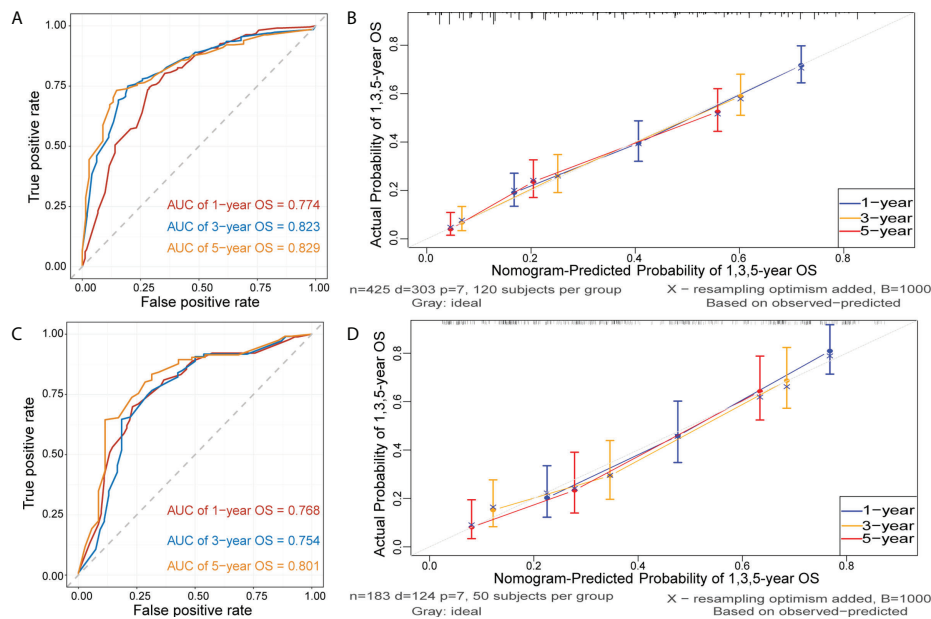 A
True positive rate
1.00
0.75
0.50
0.25
0.00
AUC of 1-year OS = 0.774
AUC of 3-year OS = 0.823
AUC of 5-year OS = 0.829
0.00 0.25 0.50 0.75 1.00
False positive rate
B
Actual Probability of 1,3,5-year OS
0.8
0.6
0.4
0.2
0.0
1-year
3-year
5-year
0.0 0.2 0.4 0.6 0.8
Nomogram-Predicted Probability of 1,3,5-year OS
n=425 d=303 p=7, 120 subjects per group
Gray: ideal
X - resampling optimism added, B=1000
Based on observed-predicted
C
True positive rate
1.00
0.75
0.50
0.25
0.00
AUC of 1-year OS = 0.768
AUC of 3-year OS = 0.754
AUC of 5-year OS = 0.801
0.00 0.25 0.50 0.75 1.00
False positive rate
D
Actual Probability of 1,3,5-year OS
0.8
0.6
0.4
0.2
0.0
1-year
3-year
5-year
0.0 0.2 0.4 0.6 0.8
Nomogram-Predicted Probability of 1,3,5-year OS
n=183 d=124 p=7, 50 subjects per group
Gray: ideal
X - resampling optimism added, B=1000
Based on observed-predicted